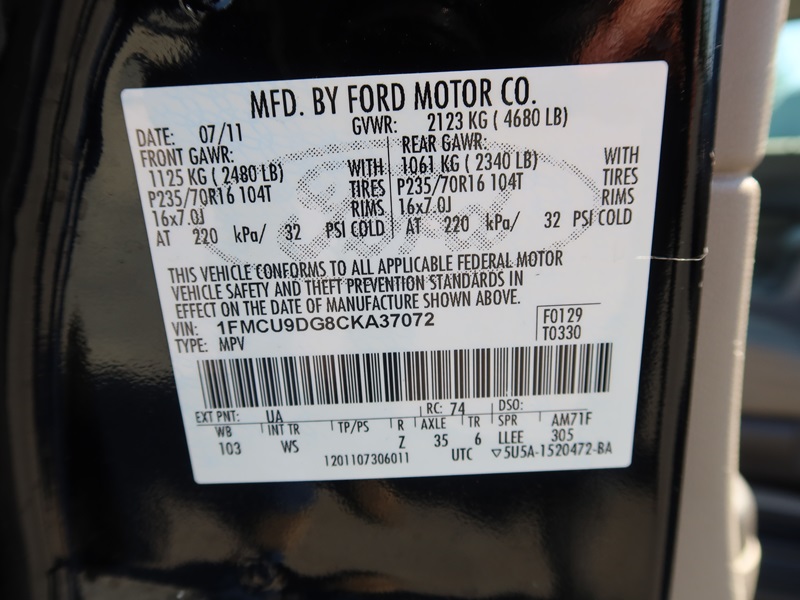 MFD. BY FORD MOTOR CO.
DATE: 07/11 GVWR: 2123 KG ( 4680 LB)
FRONT GAWR: REAR GAWR:
1125 KG ( 2480 LB) WITH 1061 KG ( 2340 LB) WITH
P235/70R16 104T TIRES P235/70R16 104T TIRES
16x7.0J RIMS 16x7.0J RIMS
AT 220 kPa/ 32 PSI COLD AT 220 kPa/ 32 PSI COLD
THIS VEHICLE CONFORMS TO ALL APPLICABLE FEDERAL MOTOR
VEHICLE SAFETY AND THEFT PREVENTION STANDARDS IN
EFFECT ON THE DATE OF MANUFACTURE SHOWN ABOVE.
VIN: 1FMCU9DG8CKA37072 F0129
TYPE: MPV T0330
EXT PNT: UA RC: 74 DSO:
WB INT TR TP/PS R AXLE TR SPR AM71F
103 WS Z 35 6 LLEE 305
1201107306011 UTC ▽5U5A-1520472-BA
Ford